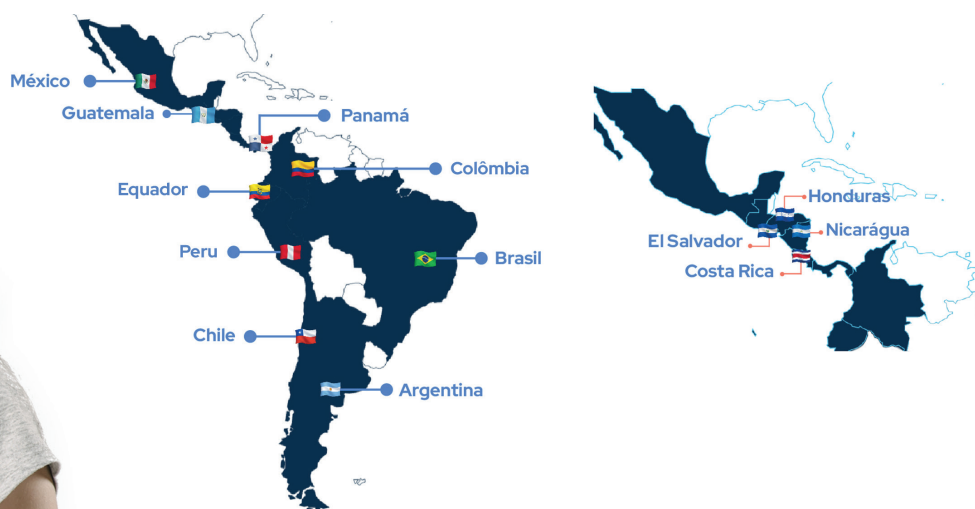 México
Guatemala
Panamá
Colômbia
Equador
Peru
Brasil
Chile
Argentina
Honduras
Nicarágua
El Salvador
Costa Rica